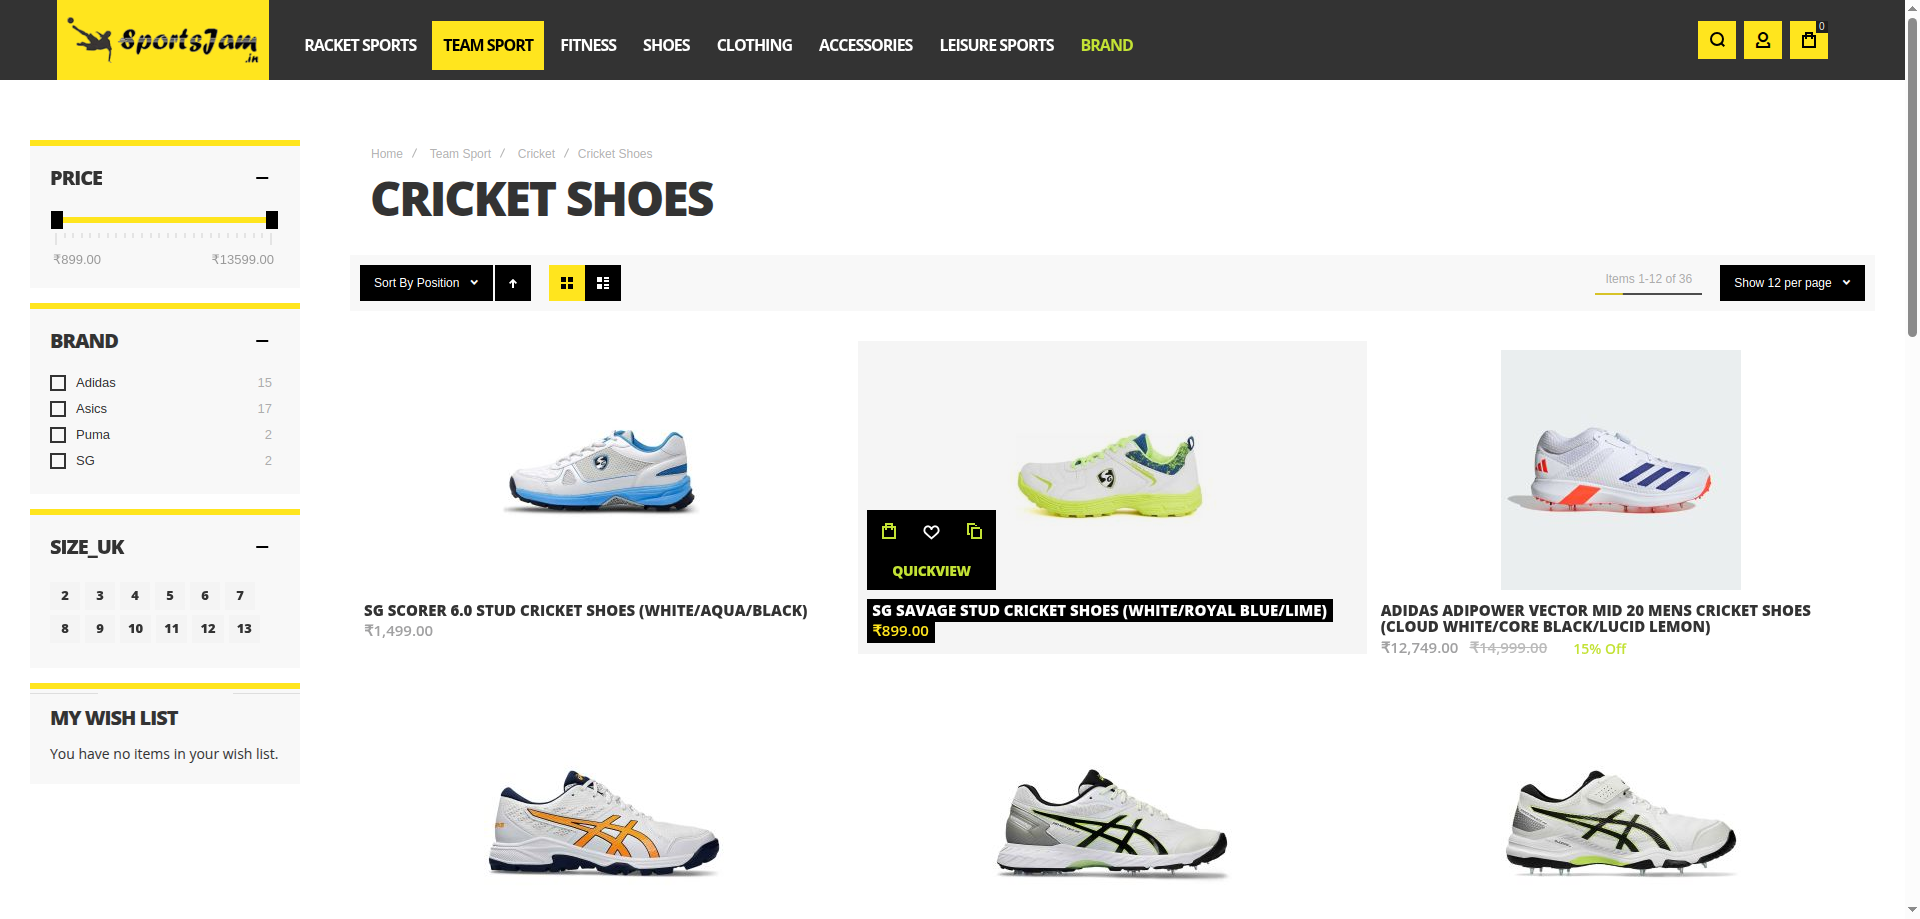 SportsJam
.in
RACKET SPORTS TEAM SPORT FITNESS SHOES CLOTHING ACCESSORIES LEISURE SPORTS BRAND
0
Home / Team Sport / Cricket / Cricket Shoes
CRICKET SHOES
PRICE
₹899.00 ₹13599.00
BRAND
Adidas 15
Asics 17
Puma 2
SG 2
SIZE_UK
2 3 4 5 6 7
8 9 10 11 12 13
MY WISH LIST
You have no items in your wish list.
Sort By Position
Items 1-12 of 36
Show 12 per page
SG SCORER 6.0 STUD CRICKET SHOES (WHITE/AQUA/BLACK)
₹1,499.00
QUICKVIEW
SG SAVAGE STUD CRICKET SHOES (WHITE/ROYAL BLUE/LIME)
₹899.00
ADIDAS ADIPOWER VECTOR MID 20 MENS CRICKET SHOES
(CLOUD WHITE/CORE BLACK/LUCID LEMON)
₹12,749.00 ₹14,999.00 15% Off